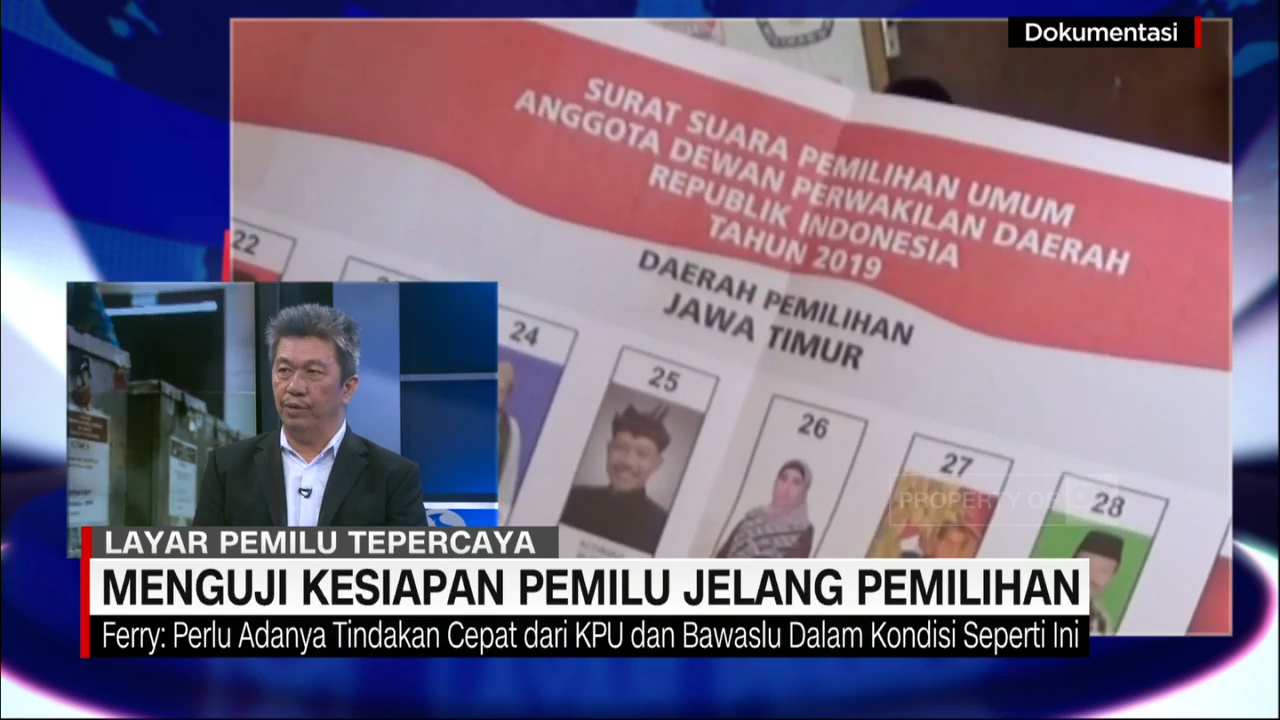 Dokumentasi
SURAT SUARA PEMILIHAN UMUM
ANGGOTA DEWAN PERWAKILAN DAERAH
REPUBLIK INDONESIA
TAHUN 2019
DAERAH PEMILIHAN
JAWA TIMUR
22
24
25
26
27
28
PROPERTY OF
LAYAR PEMILU TEPERCAYA
MENGUJI KESIAPAN PEMILU JELANG PEMILIHAN
Ferry: Perlu Adanya Tindakan Cepat dari KPU dan Bawaslu Dalam Kondisi Seperti Ini